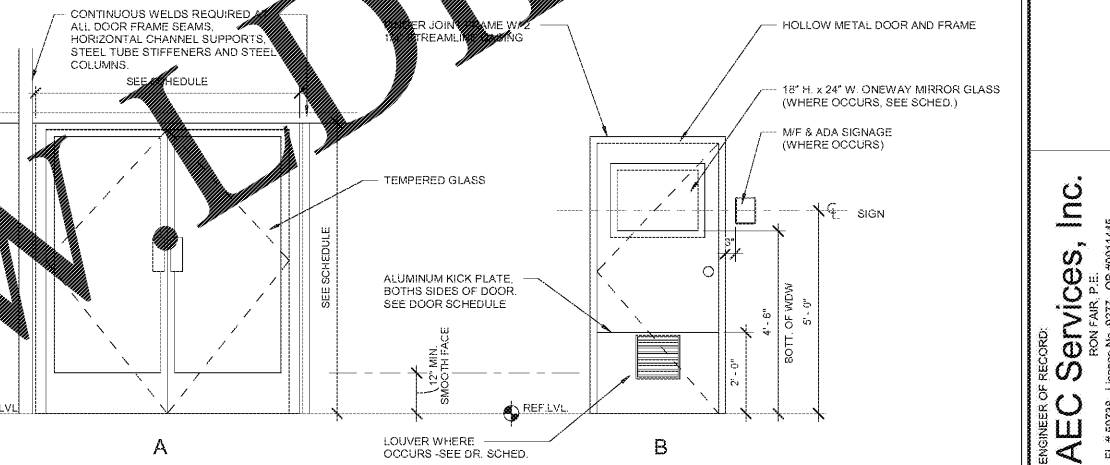 CONTINUOUS WELDS REQUIRED
ALL DOOR FRAME SEAMS,
HORIZONTAL CHANNEL SUPPORTS,
STEEL TUBE STIFFENERS AND STEEL
COLUMNS.
SEE SCHEDULE
TEMPERED GLASS
SEE SCHEDULE
ALUMINUM KICK PLATE,
BOTHS SIDES OF DOOR.
SEE DOOR SCHEDULE
12" MIN.
SMOOTH FACE
REF.LVL.
LVL
LOUVER WHERE
OCCURS -SEE DR. SCHED.
A
JOINT FRAME W/ 2
STREAMLINE CASING
HOLLOW METAL DOOR AND FRAME
18" H. x 24" W. ONEWAY MIRROR GLASS
(WHERE OCCURS, SEE SCHED.)
M/F & ADA SIGNAGE
(WHERE OCCURS)
SIGN
3"
2' - 0"
4' - 6"
BOTT. OF WDW
5' - 0"
B
ENGINEER OF RECORD:
AEC Services, Inc.
RON FAIR, P.E.